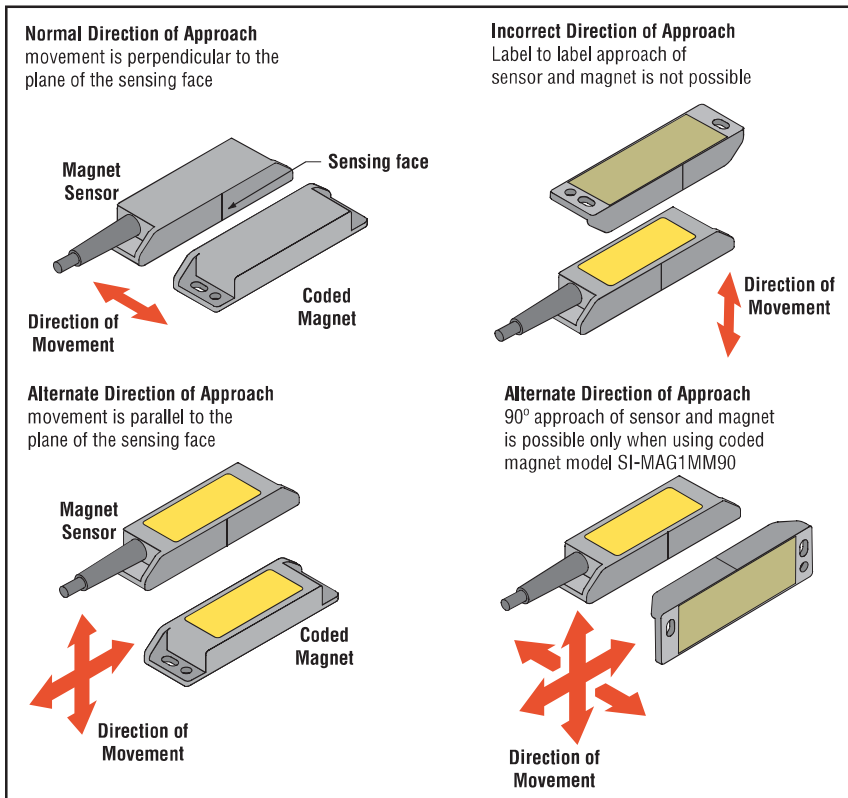 Normal Direction of Approach
movement is perpendicular to the
plane of the sensing face
Magnet
Sensor
Sensing face
Direction of
Movement
Coded
Magnet
Incorrect Direction of Approach
Label to label approach of
sensor and magnet is not possible
Direction of
Movement
Alternate Direction of Approach
movement is parallel to the
plane of the sensing face
Magnet
Sensor
Coded
Magnet
Direction of
Movement
Alternate Direction of Approach
90º approach of sensor and magnet
is possible only when using coded
magnet model SI-MAG1MM90
Direction of
Movement